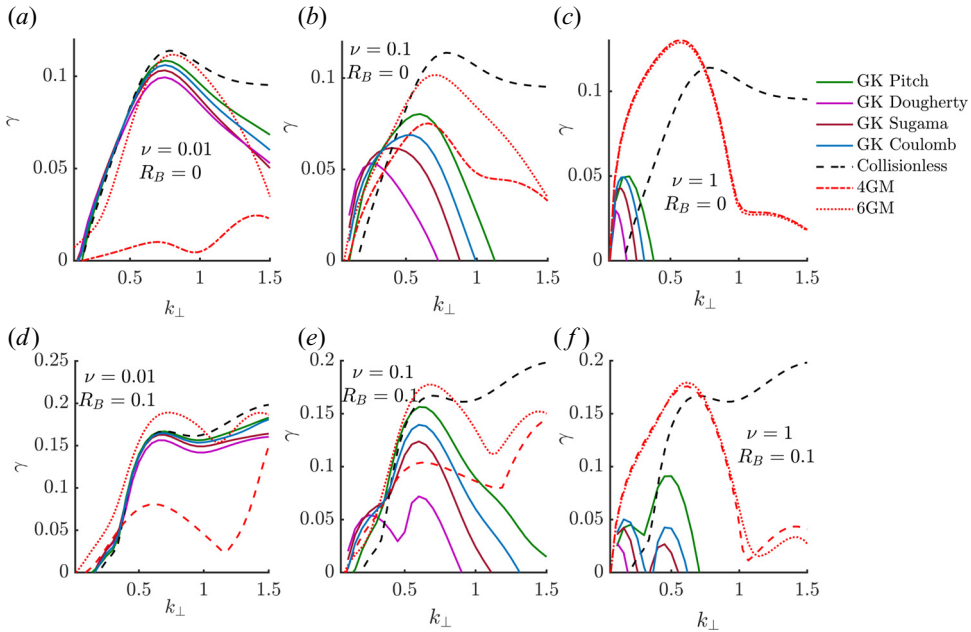 (a)
(b)
(c)
ν = 0.01
R_B = 0
ν = 0.1
R_B = 0
ν = 1
R_B = 0
GK Pitch
GK Dougherty
GK Sugama
GK Coulomb
Collisionless
4GM
6GM
γ
0.1
0.05
0
0.5
1
1.5
k⊥
γ
0.1
0.05
0
0.5
1
1.5
k⊥
γ
0.1
0
0.5
1
1.5
k⊥
(d)
(e)
(f)
ν = 0.01
R_B = 0.1
ν = 0.1
R_B = 0.1
ν = 1
R_B = 0.1
γ
0.25
0.2
0.15
0.1
0.05
0
0.5
1
1.5
k⊥
γ
0.2
0.15
0.1
0.05
0
0.5
1
1.5
k⊥
γ
0.2
0.15
0.1
0.05
0
0.5
1
1.5
k⊥